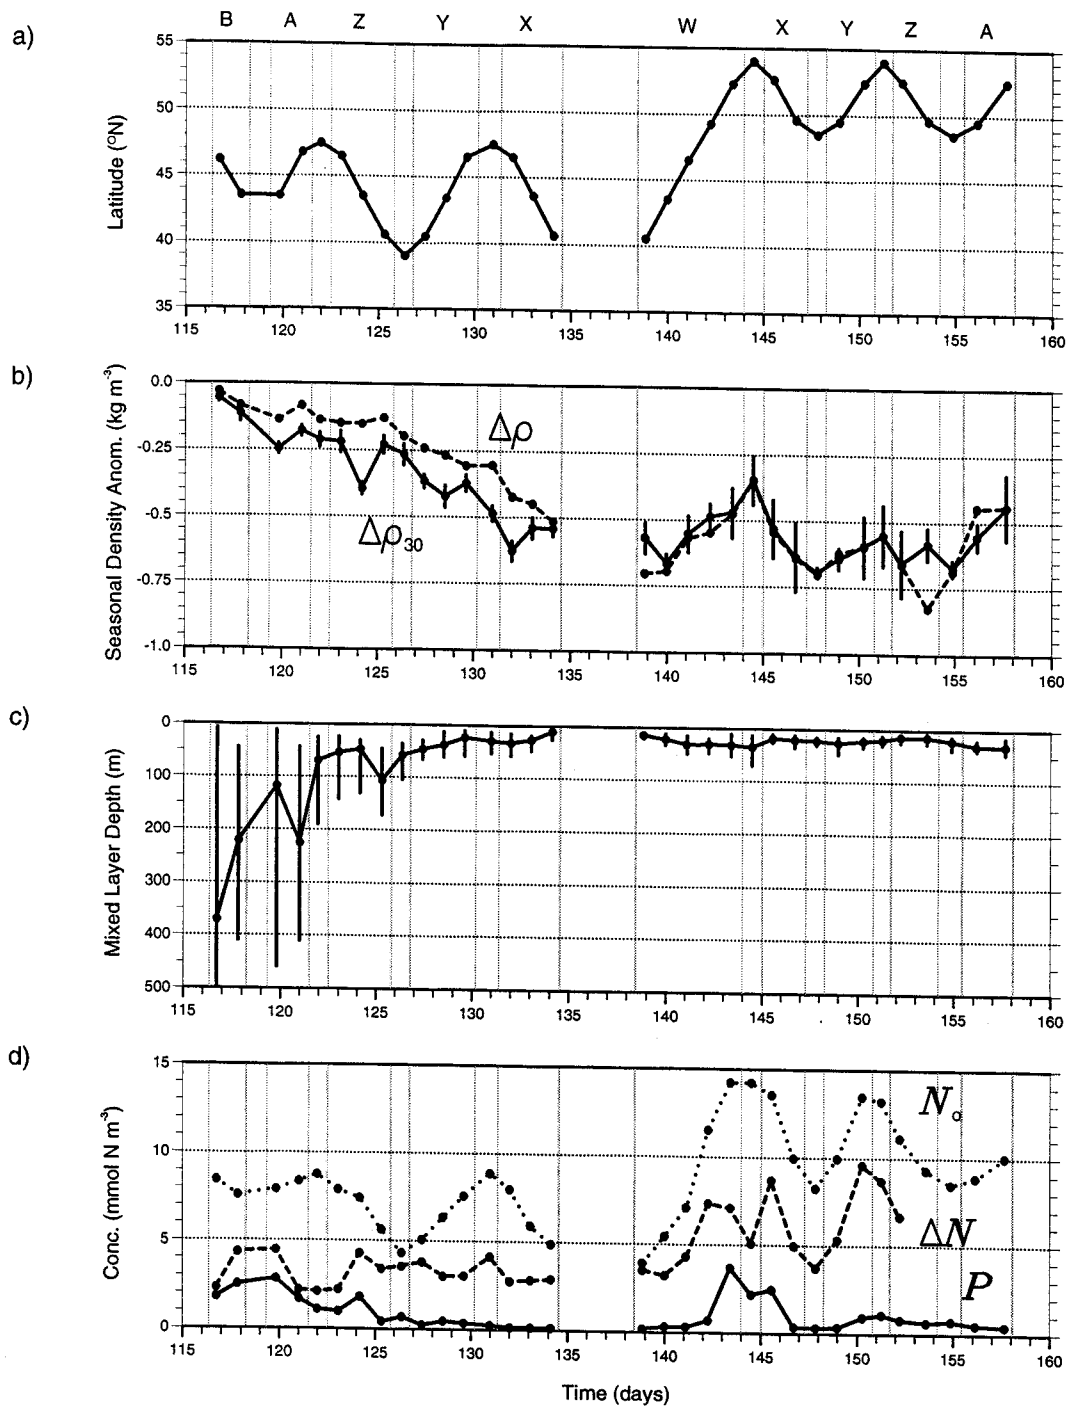 a)
B A Z Y X W X Y Z A
Latitude (°N)
55
50
45
40
35
115 120 125 130 135 140 145 150 155 160
b)
Seasonal Density Anom. (kg m⁻³)
0.0
-0.25
-0.5
-0.75
-1.0
Δρ
Δρ₃₀
115 120 125 130 135 140 145 150 155 160
c)
Mixed Layer Depth (m)
0
100
200
300
400
500
115 120 125 130 135 140 145 150 155 160
d)
Conc. (mmol N m⁻³)
15
10
5
0
Nₒ
ΔN
P
115 120 125 130 135 140 145 150 155 160
Time (days)